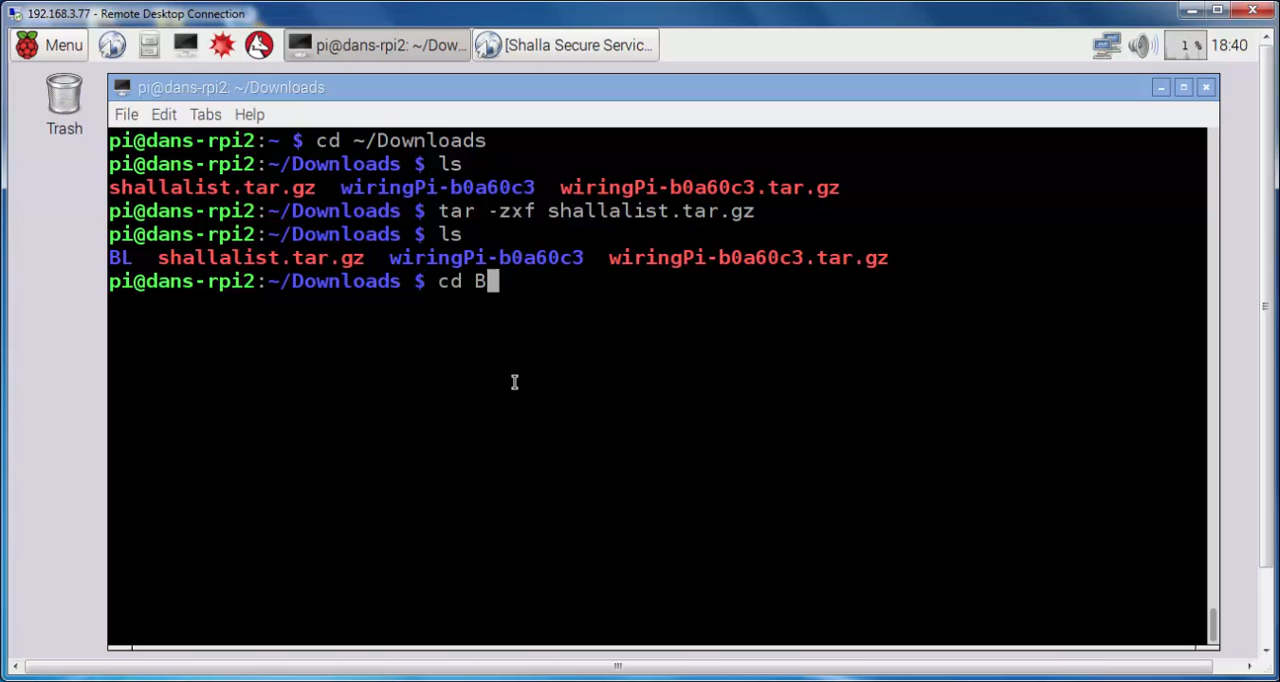 192.168.3.77 - Remote Desktop Connection
Menu
pi@dans-rpi2: ~/Dow...
[Shalla Secure Servic...
1 %
18:40
Trash
pi@dans-rpi2: ~/Downloads
File Edit Tabs Help
pi@dans-rpi2:~ $ cd ~/Downloads
pi@dans-rpi2:~/Downloads $ ls
shallalist.tar.gz wiringPi-b0a60c3 wiringPi-b0a60c3.tar.gz
pi@dans-rpi2:~/Downloads $ tar -zxf shallalist.tar.gz
pi@dans-rpi2:~/Downloads $ ls
BL shallalist.tar.gz wiringPi-b0a60c3 wiringPi-b0a60c3.tar.gz
pi@dans-rpi2:~/Downloads $ cd B